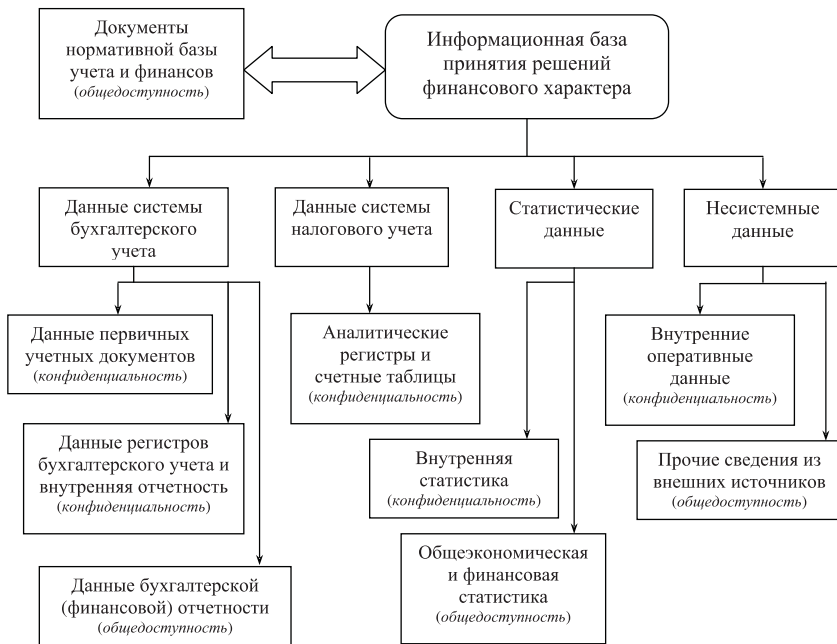 Документы
нормативной базы
учета и финансов
(общедоступность)
Информационная база
принятия решений
финансового характера
Данные системы
бухгалтерского
учета
Данные системы
налогового учета
Статистические
данные
Несистемные
данные
Данные первичных
учетных документов
(конфиденциальность)
Аналитические
регистры и
счетные таблицы
(конфиденциальность)
Внутренние
оперативные
данные
(конфиденциальность)
Данные регистров
бухгалтерского учета и
внутренняя отчетность
(конфиденциальность)
Внутренняя
статистика
(конфиденциальность)
Прочие сведения из
внешних источников
(общедоступность)
Данные бухгалтерской
(финансовой) отчетности
(общедоступность)
Общеэкономическая
и финансовая
статистика
(общедоступность)